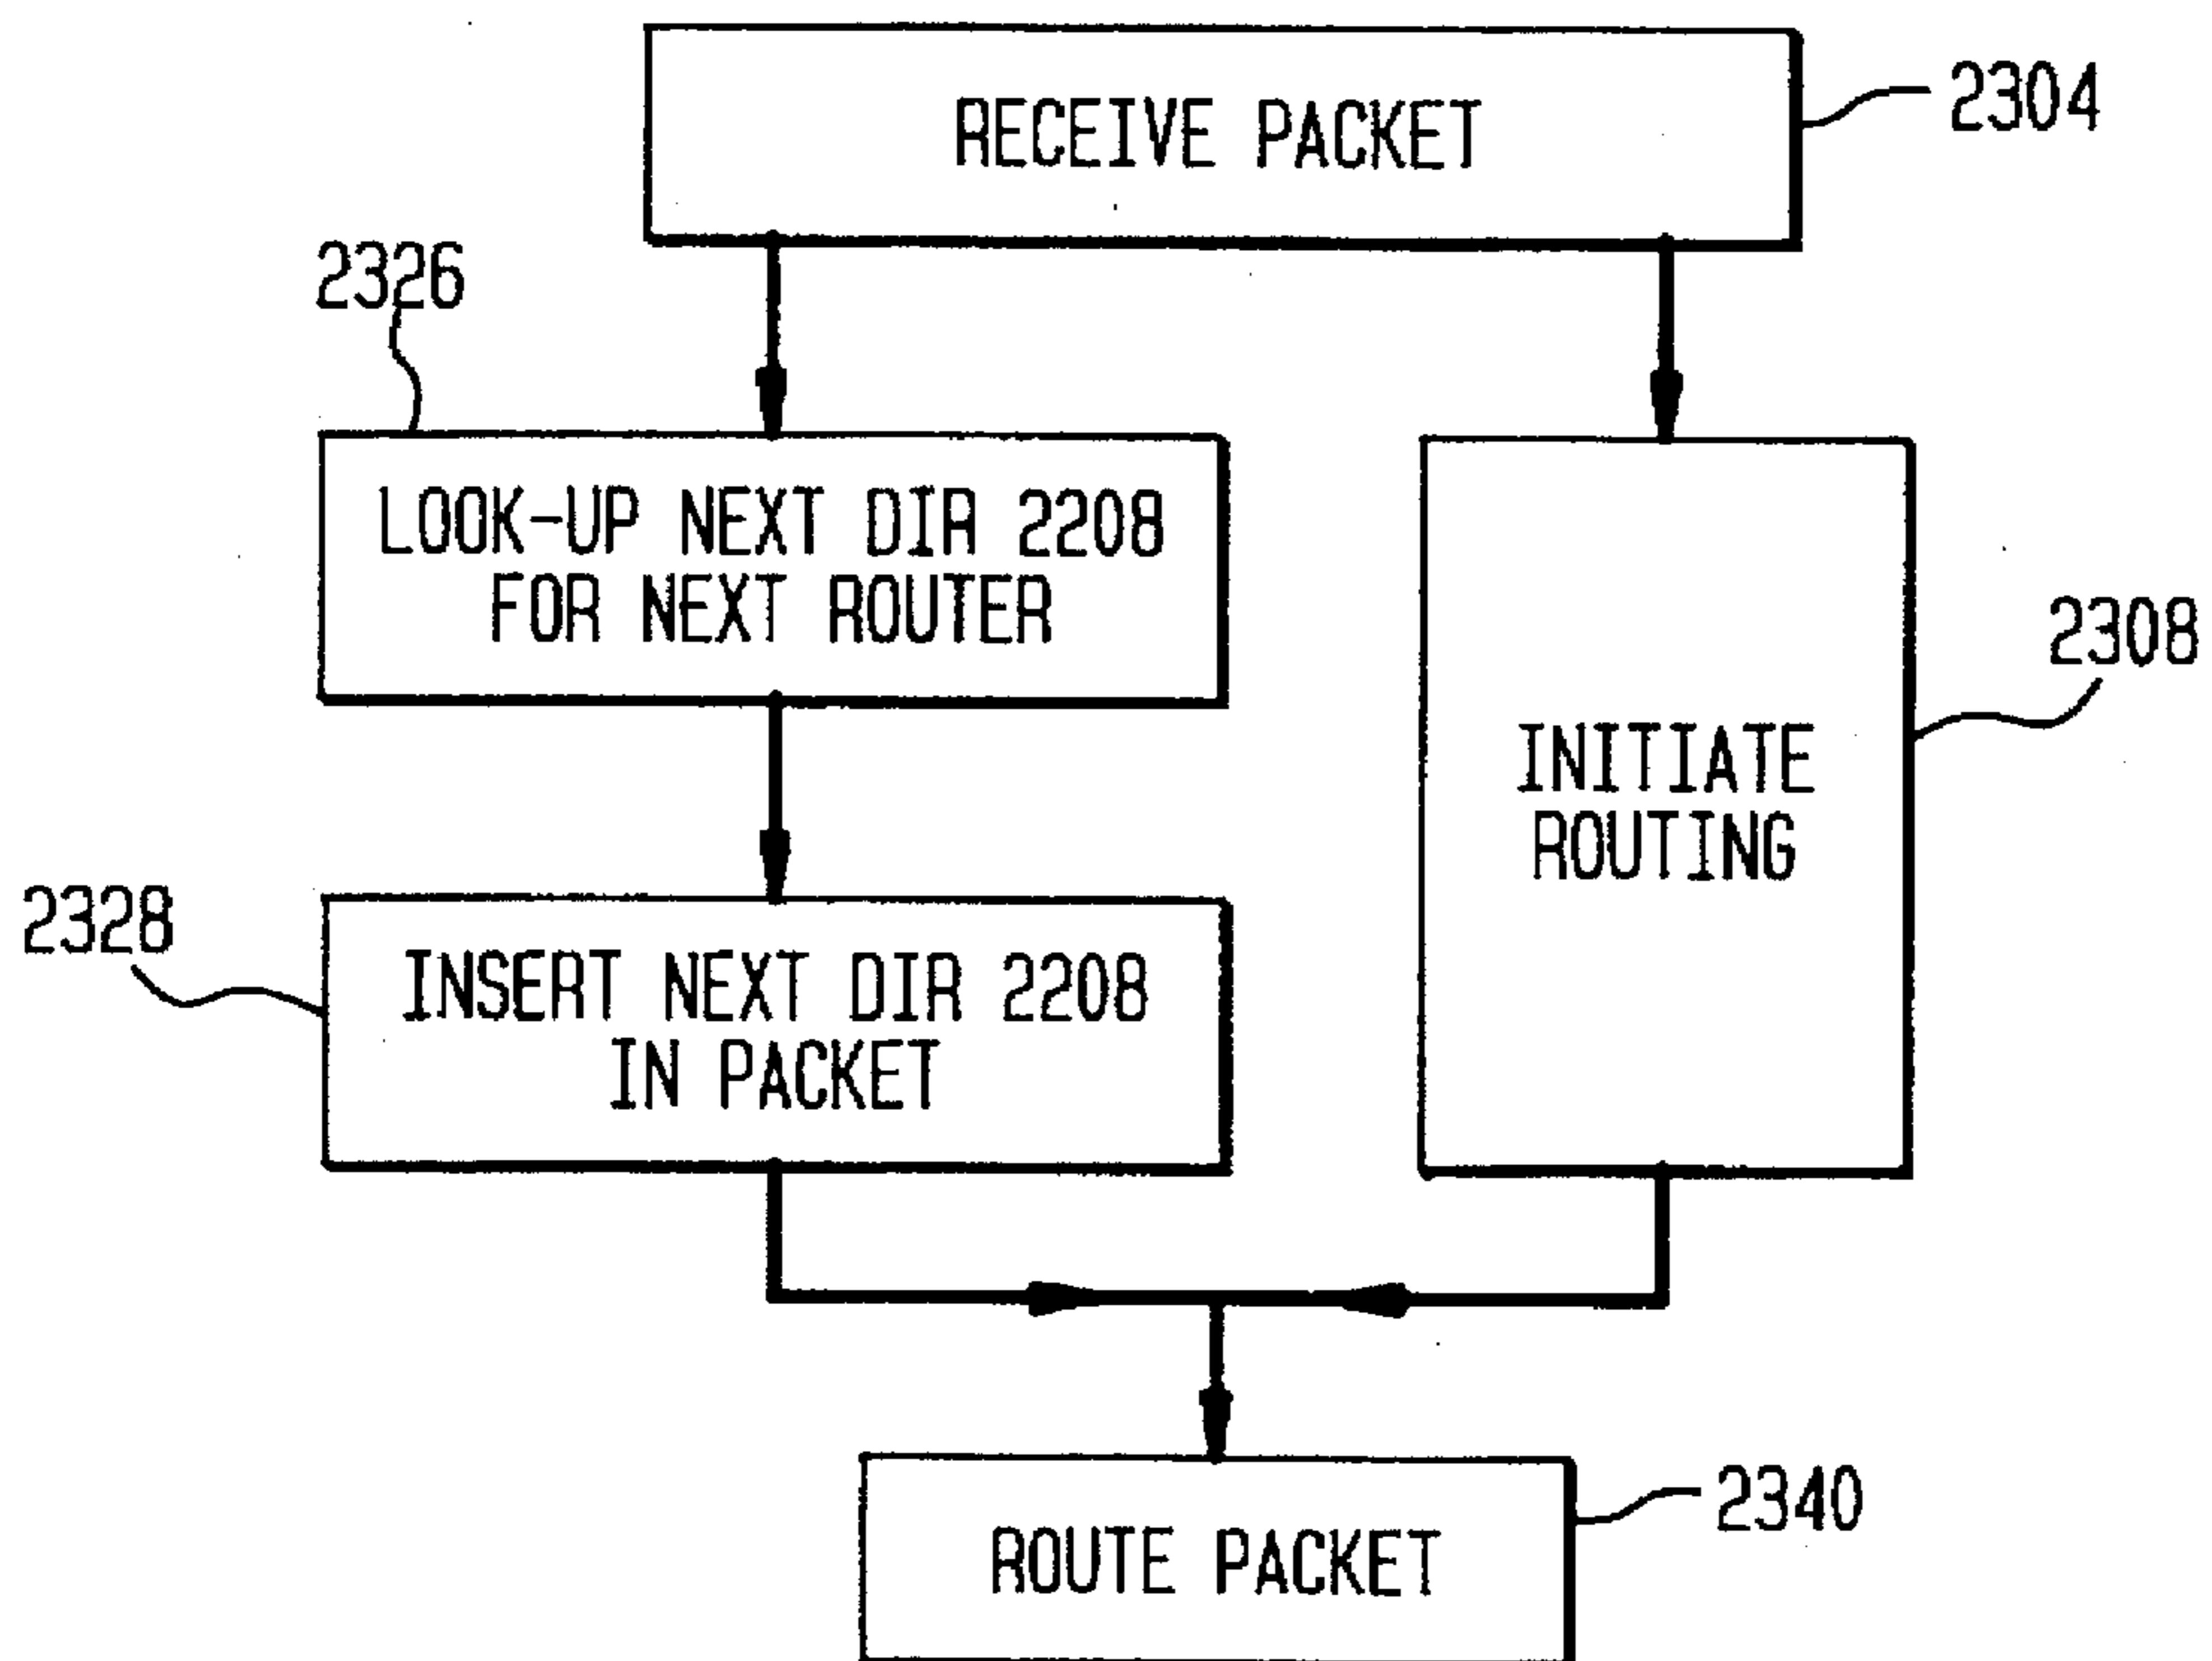 RECEIVE PACKET
2304
2326
LOOK-UP NEXT DIR 2208
FOR NEXT ROUTER
2308
INITIATE
ROUTING
2328
INSERT NEXT DIR 2208
IN PACKET
ROUTE PACKET
2340